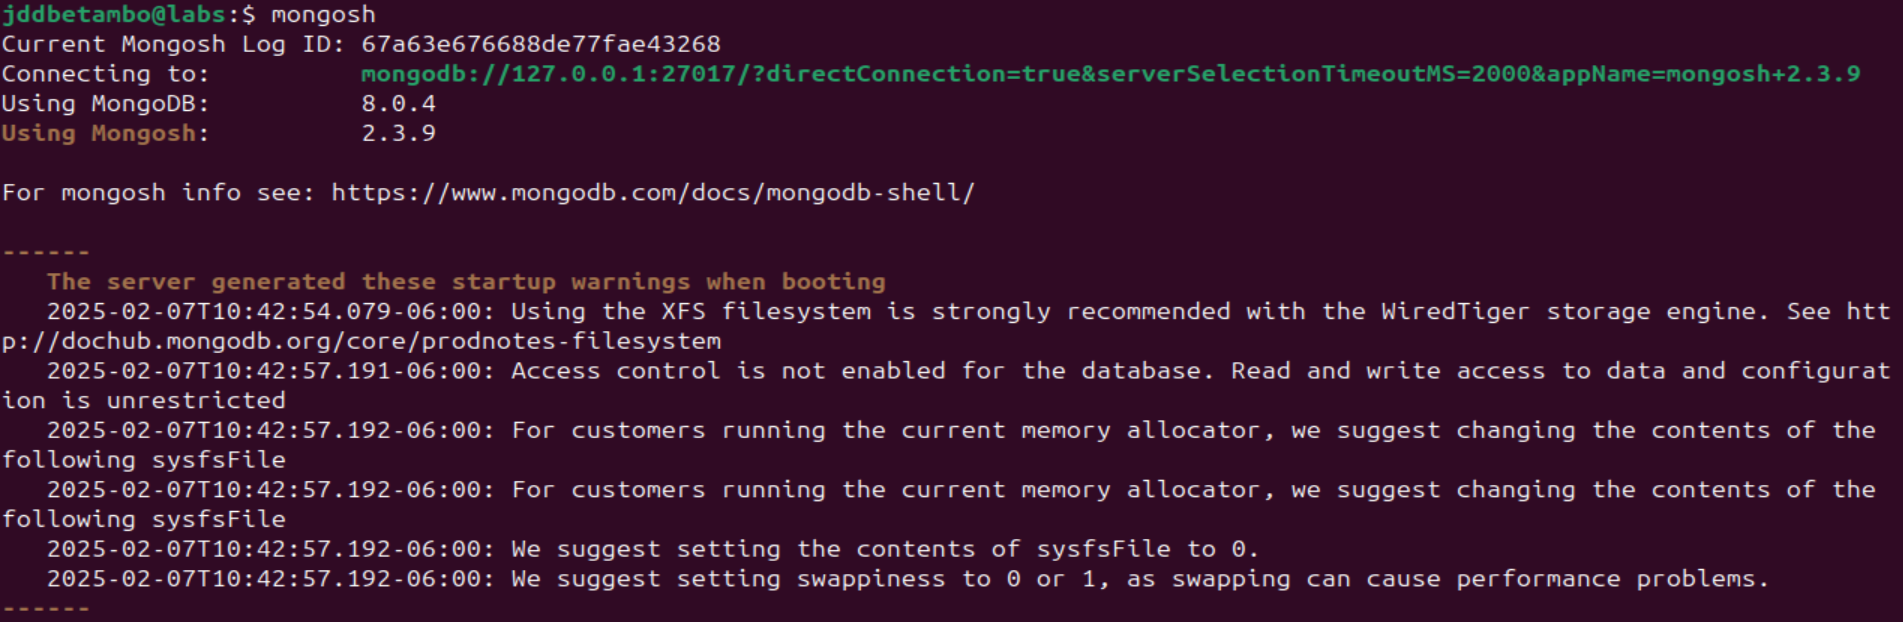 jddbetambo@labs:$ mongosh
Current Mongosh Log ID: 67a63e676688de77fae43268
Connecting to:          mongodb://127.0.0.1:27017/?directConnection=true&serverSelectionTimeoutMS=2000&appName=mongosh+2.3.9
Using MongoDB:          8.0.4
Using Mongosh:          2.3.9
For mongosh info see: https://www.mongodb.com/docs/mongodb-shell/
------
   The server generated these startup warnings when booting
   2025-02-07T10:42:54.079-06:00: Using the XFS filesystem is strongly recommended with the WiredTiger storage engine. See htt
p://dochub.mongodb.org/core/prodnotes-filesystem
   2025-02-07T10:42:57.191-06:00: Access control is not enabled for the database. Read and write access to data and configurat
ion is unrestricted
   2025-02-07T10:42:57.192-06:00: For customers running the current memory allocator, we suggest changing the contents of the
following sysfsFile
   2025-02-07T10:42:57.192-06:00: For customers running the current memory allocator, we suggest changing the contents of the
following sysfsFile
   2025-02-07T10:42:57.192-06:00: We suggest setting the contents of sysfsFile to 0.
   2025-02-07T10:42:57.192-06:00: We suggest setting swappiness to 0 or 1, as swapping can cause performance problems.
------